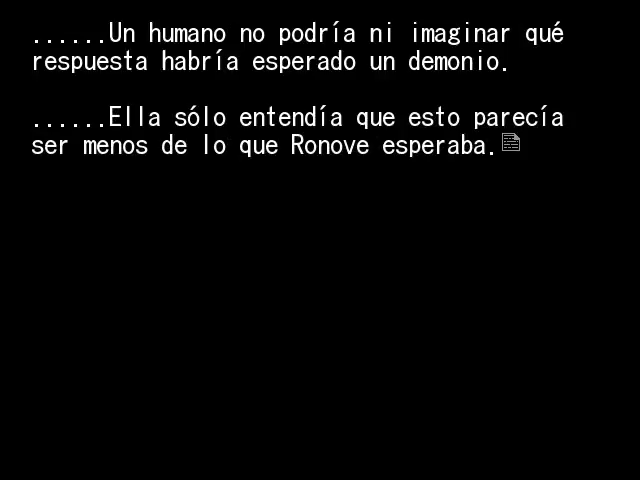 ......Un humano no podría ni imaginar qué
respuesta habría esperado un demonio.
......Ella sólo entendía que esto parecía
ser menos de lo que Ronove esperaba.